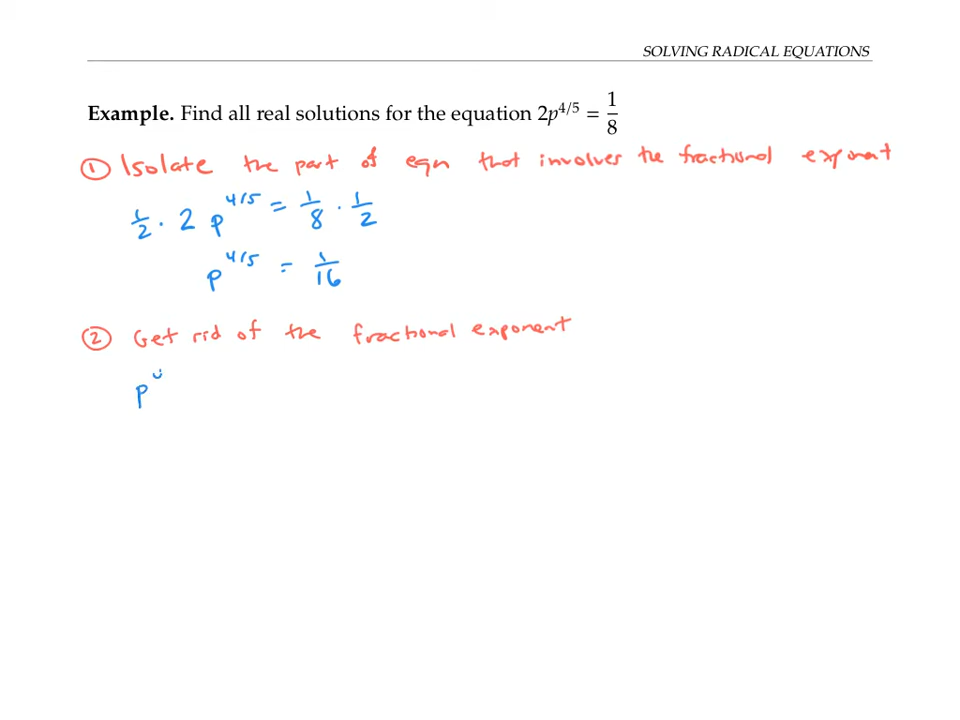 SOLVING RADICAL EQUATIONS
Example. Find all real solutions for the equation 2p^{4/5} = 1/8
① Isolate the part of eqn that involves the fractional exponent
1/2 · 2 p^{4/5} = 1/8 · 1/2
p^{4/5} = 1/16
② Get rid of the fractional exponent
p